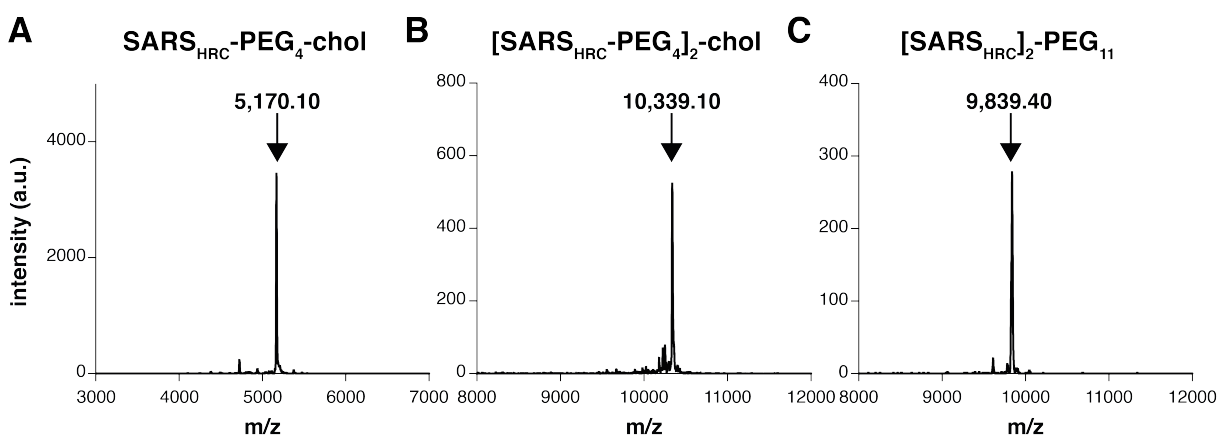 A
SARSHRC-PEG4-chol
5,170.10
intensity (a.u.)
4000
2000
0
3000 4000 5000 6000 7000
m/z
B
[SARSHRC-PEG4]2-chol
10,339.10
800
600
400
200
0
8000 9000 10000 11000 12000
m/z
C
[SARSHRC]2-PEG11
9,839.40
400
300
200
100
0
8000 9000 10000 11000 12000
m/z